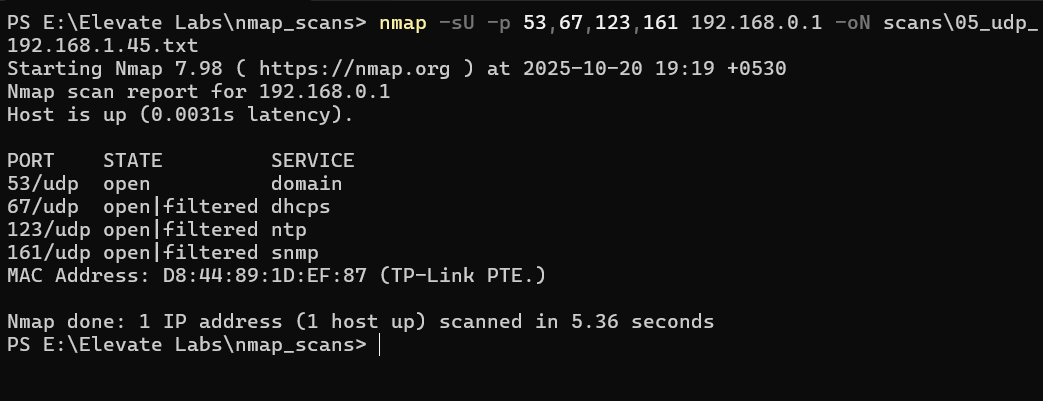 PS E:\Elevate Labs\nmap_scans> nmap -sU -p 53,67,123,161 192.168.0.1 -oN scans\05_udp_
192.168.1.45.txt
Starting Nmap 7.98 ( https://nmap.org ) at 2025-10-20 19:19 +0530
Nmap scan report for 192.168.0.1
Host is up (0.0031s latency).
PORT    STATE         SERVICE
53/udp  open          domain
67/udp  open|filtered dhcps
123/udp open|filtered ntp
161/udp open|filtered snmp
MAC Address: D8:44:89:1D:EF:87 (TP-Link PTE.)
Nmap done: 1 IP address (1 host up) scanned in 5.36 seconds
PS E:\Elevate Labs\nmap_scans>